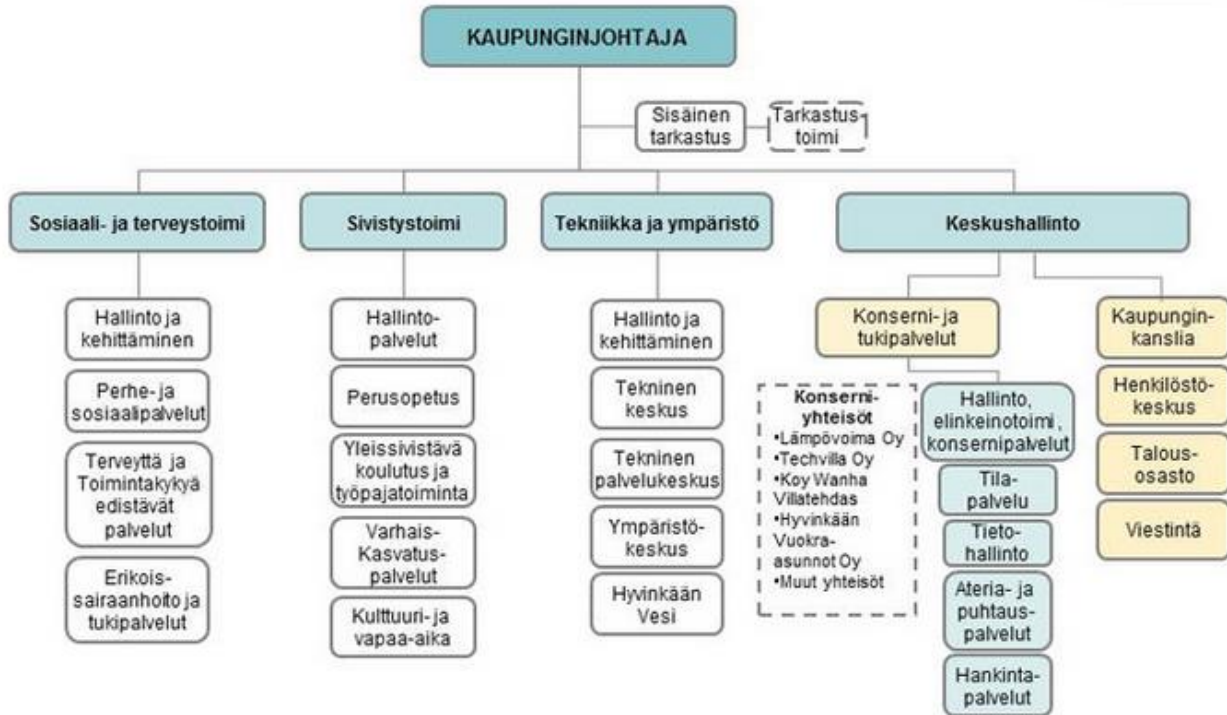 KAUPUNGINJOHTAJA
Sisäinen
tarkastus
Tarkastus-
toimi
Sosiaali- ja terveystoimi
Hallinto ja
kehittäminen
Perhe- ja
sosiaalipalvelut
Terveyttä ja
Toimintakykyä
edistävät
palvelut
Erikois-
sairaanhoito ja
tukipalvelut
Sivistystoimi
Hallinto-
palvelut
Perusopetus
Yleissivistävä
koulutus ja
työpajatoiminta
Varhais-
Kasvatus-
palvelut
Kulttuuri- ja
vapaa-aika
Tekniikka ja ympäristö
Hallinto ja
kehittäminen
Tekninen
keskus
Tekninen
palvelukeskus
Ympäristö-
keskus
Hyvinkään
Vesi
Keskushallinto
Konserni- ja
tukipalvelut
Konserni-
yhteisöt
•Lämpövoima Oy
•Techvilla Oy
•Koy Wanha
Villatehdas
•Hyvinkään
Vuokra-
asunnot Oy
•Muut yhteisöt
Hallinto,
elinkeinotoimi,
konsernipalvelut
Tila-
palvelu
Tieto-
hallinto
Ateria- ja
puhtaus-
palvelut
Hankinta-
palvelut
Kaupungin-
kanslia
Henkilöstö-
keskus
Talous-
osasto
Viestintä